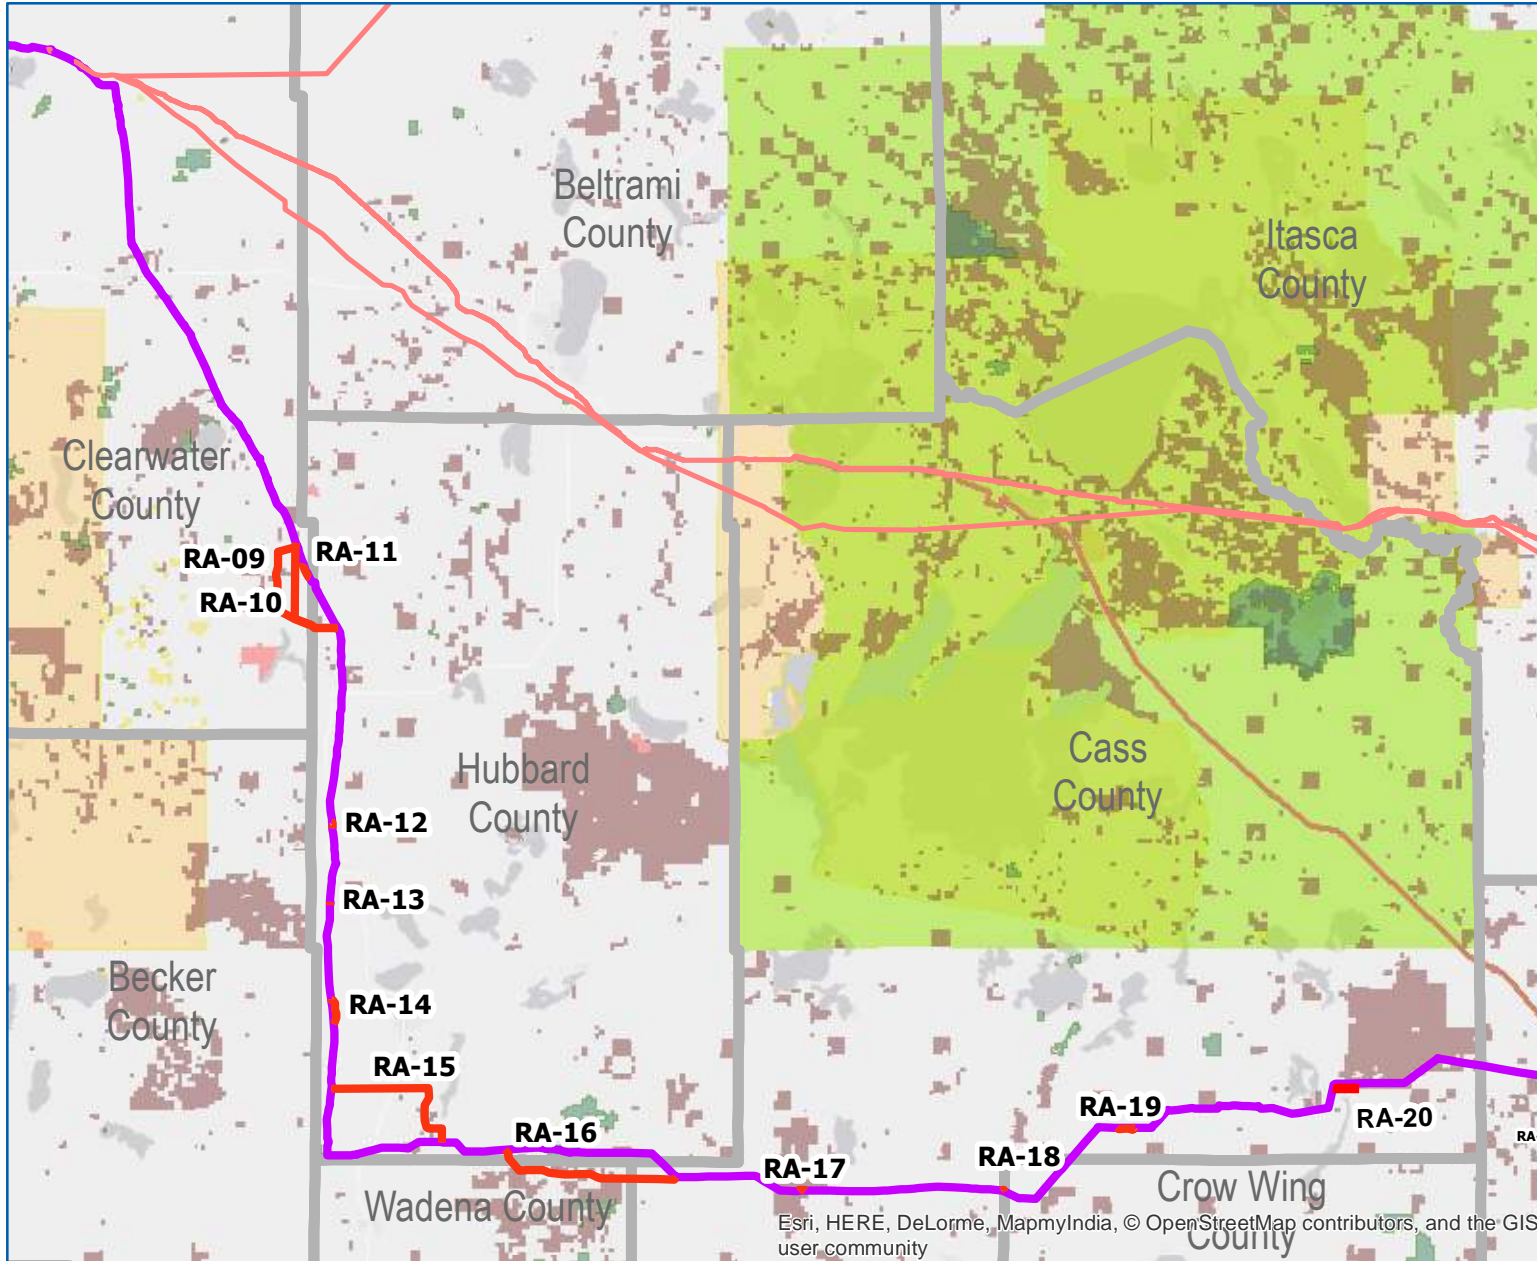 Beltrami
County
Itasca
County
Clearwater
County
RA-09
RA-11
RA-10
Hubbard
County
Cass
County
RA-12
RA-13
Becker
County
RA-14
RA-15
RA-16
RA-17
RA-18
RA-19
RA-20
RA
Wadena County
Crow Wing
County
Esri, HERE, DeLorme, MapmyIndia, © OpenStreetMap contributors, and the GIS
user community